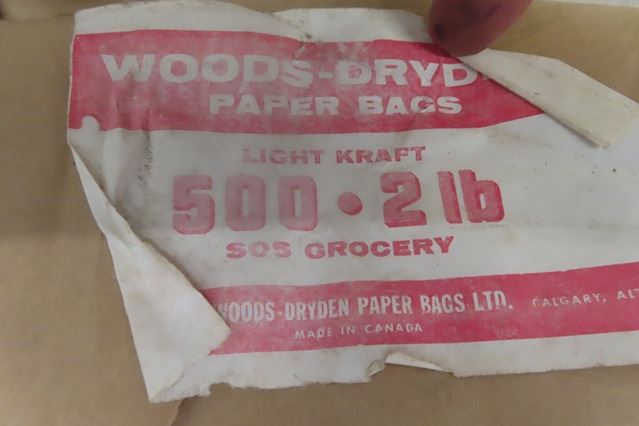 WOODS-DRYD
PAPER BAGS
LIGHT KRAFT
500 • 2 lb
SOS GROCERY
WOODS-DRYDEN PAPER BAGS LTD. CALGARY, ALT
MADE IN CANADA